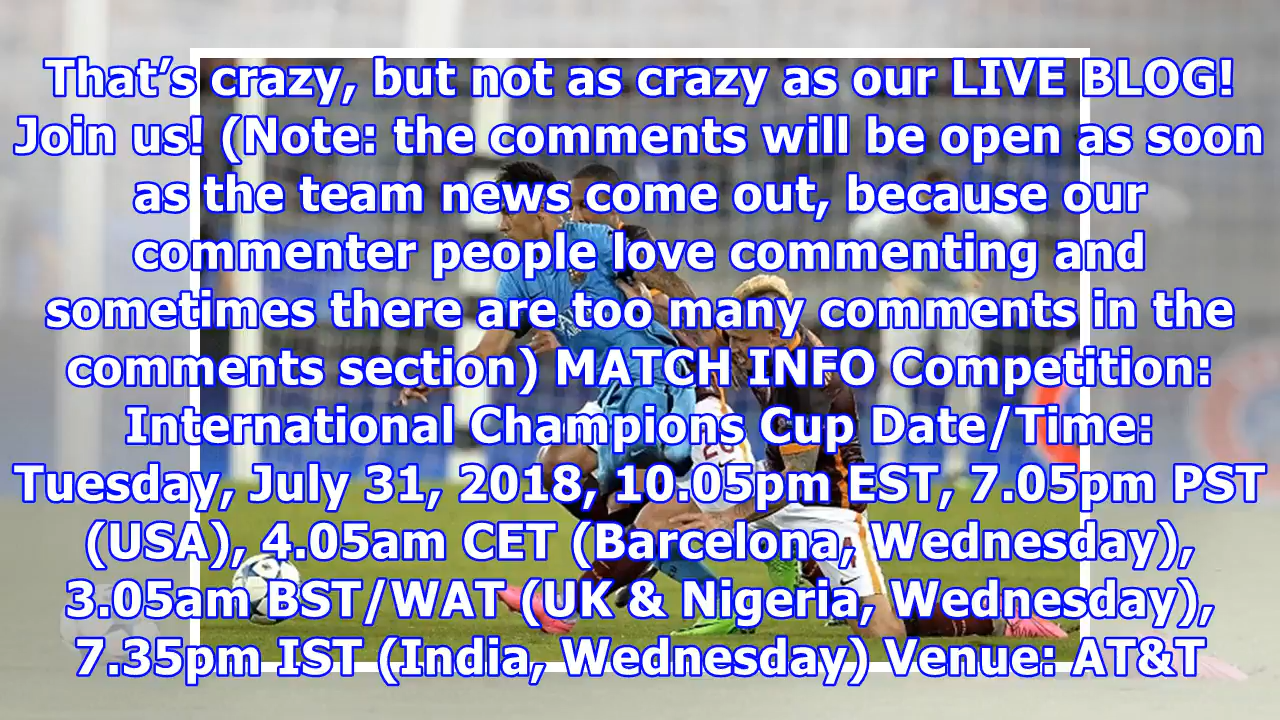 That’s crazy, but not as crazy as our LIVE BLOG!
Join us! (Note: the comments will be open as soon
as the team news come out, because our
commenter people love commenting and
sometimes there are too many comments in the
comments section) MATCH INFO Competition:
International Champions Cup Date/Time:
Tuesday, July 31, 2018, 10.05pm EST, 7.05pm PST
(USA), 4.05am CET (Barcelona, Wednesday),
3.05am BST/WAT (UK & Nigeria, Wednesday),
7.35pm IST (India, Wednesday) Venue: AT&T